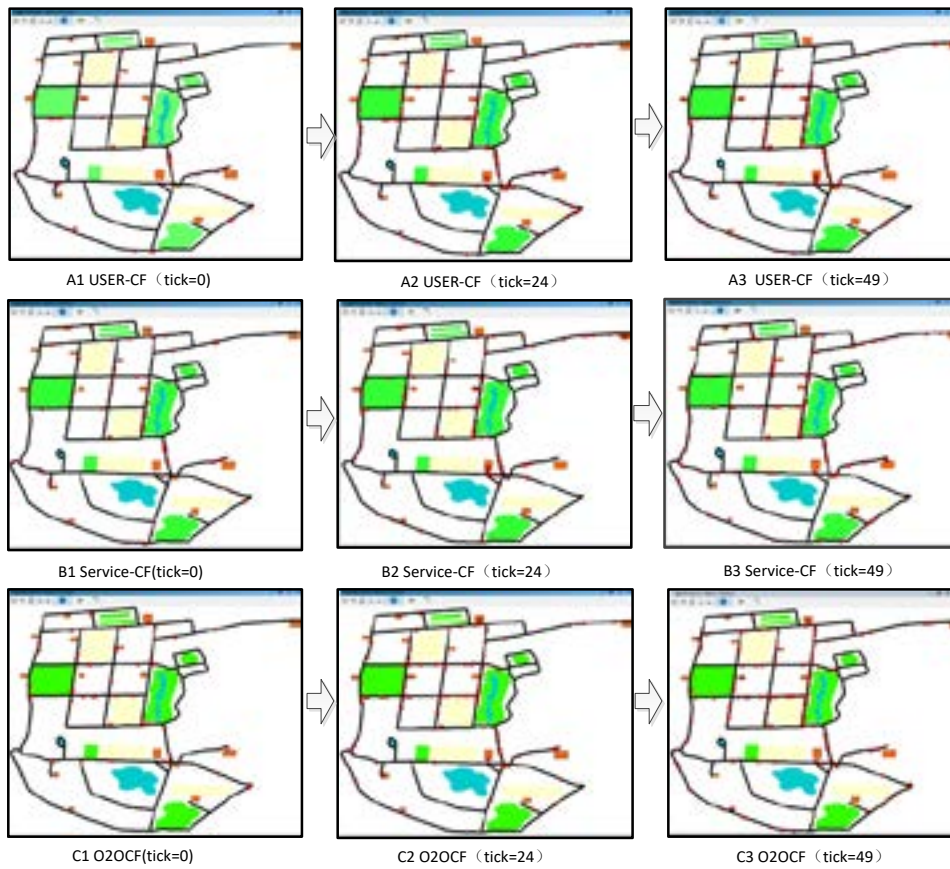 A1 USER-CF（tick=0)
A2 USER-CF（tick=24）
A3  USER-CF（tick=49）
B1 Service-CF(tick=0)
B2 Service-CF（tick=24）
B3 Service-CF（tick=49）
C1 O2OCF(tick=0)
C2 O2OCF（tick=24）
C3 O2OCF（tick=49）